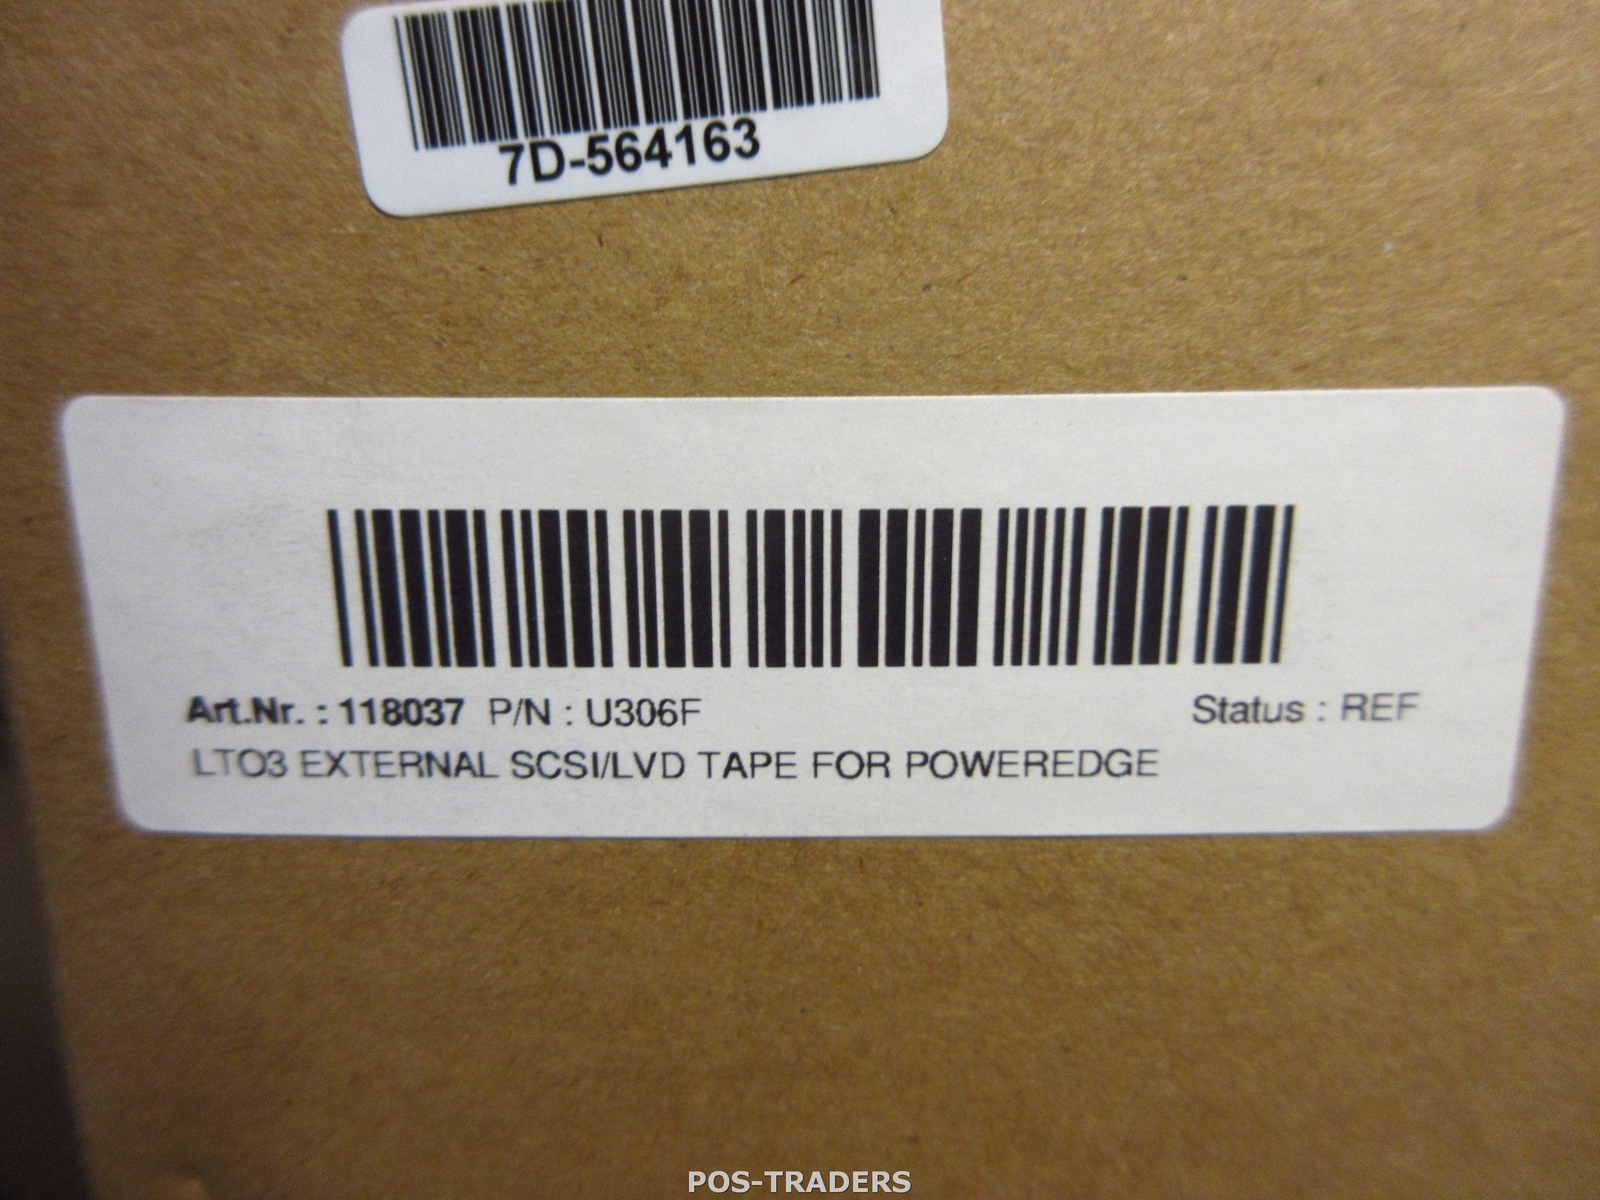 7D-564163
Art.Nr. : 118037 P/N : U306F Status : REF
LTO3 EXTERNAL SCSI/LVD TAPE FOR POWEREDGE
POS-TRADERS